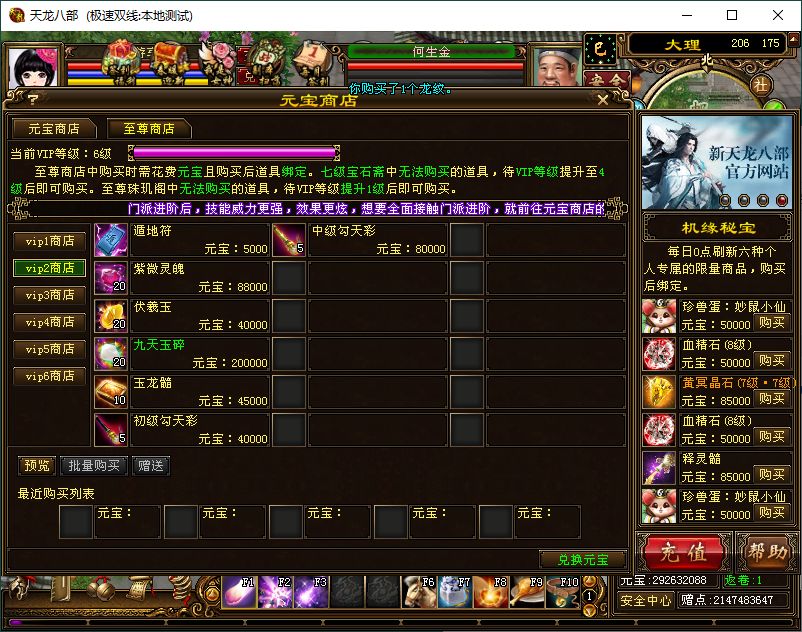 天龙八部 (极速双线:本地测试)
何生金
大理 206 175
北
安全
社
你购买了1个龙纹。
?
元宝商店
元宝商店 至尊商店
当前VIP等级：6级
至尊商店中购买时需花费元宝且购买后道具绑定。七级宝石斋中无法购买的道具，待VIP等级提升至4
级后即可购买。至尊珠玑阁中无法购买的道具，待VIP等级提升1级后即可购买。
门派进阶后，技能威力更强，效果更炫，想要全面接触门派进阶，就前往元宝商店的
vip1商店
vip2商店
vip3商店
vip4商店
vip5商店
vip6商店
遁地符
元宝：5000
5
中级勾天彩
元宝：80000
20
紫微灵魄
元宝：88000
20
伏羲玉
元宝：40000
20
九天玉碎
元宝：200000
10
玉龙髓
元宝：45000
5
初级勾天彩
元宝：40000
预览 批量购买 赠送
最近购买列表
元宝： 元宝： 元宝： 元宝： 元宝：
兑换元宝
新天龙八部
官方网站
机缘秘宝
每日0点刷新六种个
人专属的限量商品，购买
后绑定。
珍兽蛋：妙鼠小仙
元宝：50000 购买
血精石(8级)
元宝：50000 购买
黄冥晶石(7级·7级)
元宝：85000 购买
血精石(8级)
元宝：50000 购买
释灵髓
元宝：85000 购买
珍兽蛋：妙鼠小仙
元宝：50000 购买
充值 帮助
F1 F2 F3 F6 F7 F8 F9 F10
1
元宝:292632088 返卷:1
安全中心 赠点:2147483647